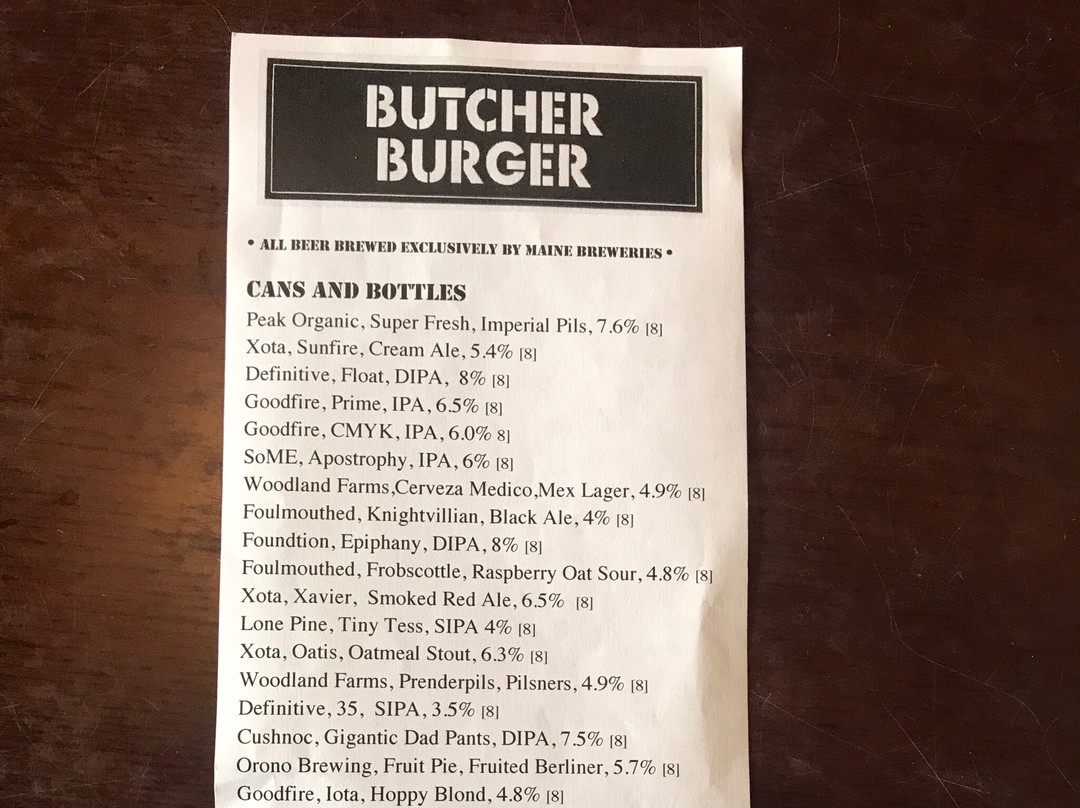 BUTCHER
BURGER
• ALL BEER BREWED EXCLUSIVELY BY MAINE BREWERIES •
CANS AND BOTTLES
Peak Organic, Super Fresh, Imperial Pils, 7.6% [8]
Xota, Sunfire, Cream Ale, 5.4% [8]
Definitive, Float, DIPA, 8% [8]
Goodfire, Prime, IPA, 6.5% [8]
Goodfire, CMYK, IPA, 6.0% 8]
SoME, Apostrophy, IPA, 6% [8]
Woodland Farms,Cerveza Medico,Mex Lager, 4.9% [8]
Foulmouthed, Knightvillian, Black Ale, 4% [8]
Foundtion, Epiphany, DIPA, 8% [8]
Foulmouthed, Frobscottle, Raspberry Oat Sour, 4.8% [8]
Xota, Xavier, Smoked Red Ale, 6.5% [8]
Lone Pine, Tiny Tess, SIPA 4% [8]
Xota, Oatis, Oatmeal Stout, 6.3% [8]
Woodland Farms, Prenderpils, Pilsners, 4.9% [8]
Definitive, 35, SIPA, 3.5% [8]
Cushnoc, Gigantic Dad Pants, DIPA, 7.5% [8]
Orono Brewing, Fruit Pie, Fruited Berliner, 5.7% [8]
Goodfire, Iota, Hoppy Blond, 4.8% [8]